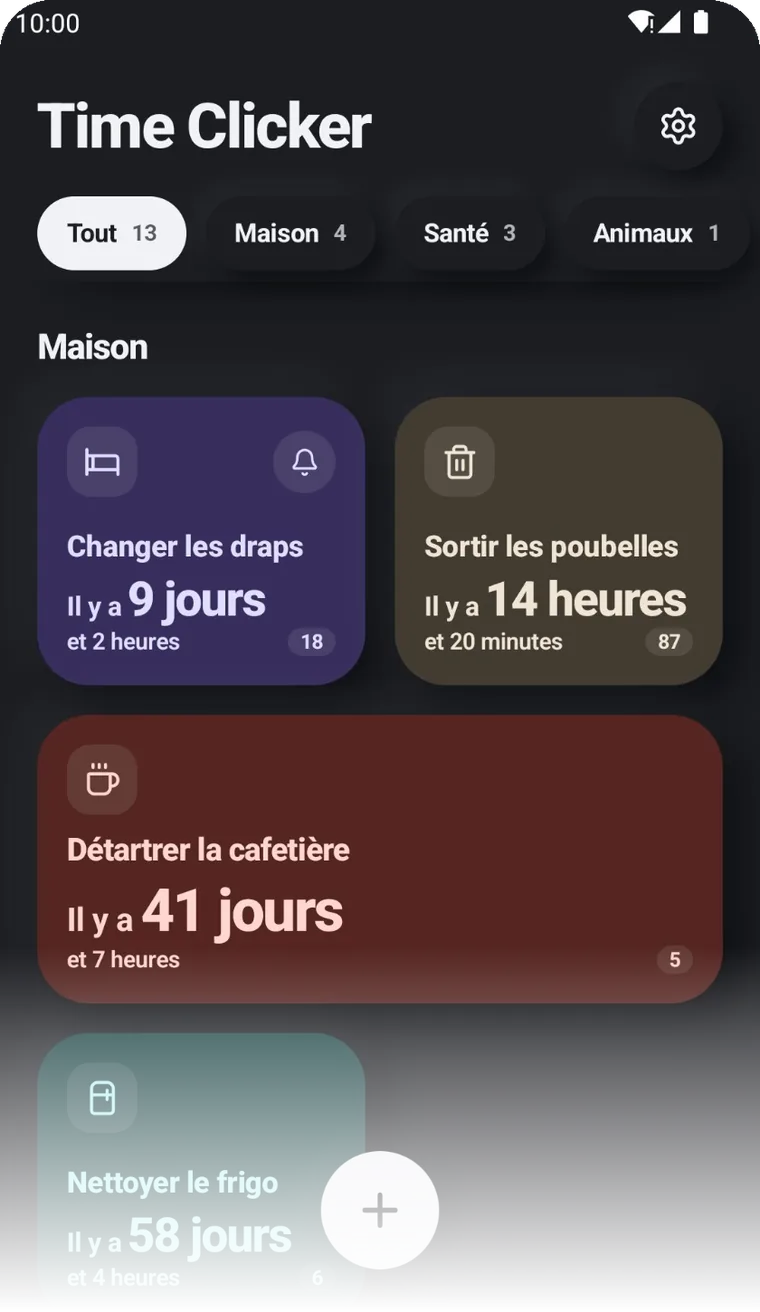 10:00
Time Clicker
Tout 13 Maison 4 Santé 3 Animaux 1
Maison
Changer les draps
Il y a 9 jours
et 2 heures 18
Sortir les poubelles
Il y a 14 heures
et 20 minutes 87
Détartrer la cafetière
Il y a 41 jours
et 7 heures 5
Nettoyer le frigo
Il y a 58 jours
et 4 heures 6